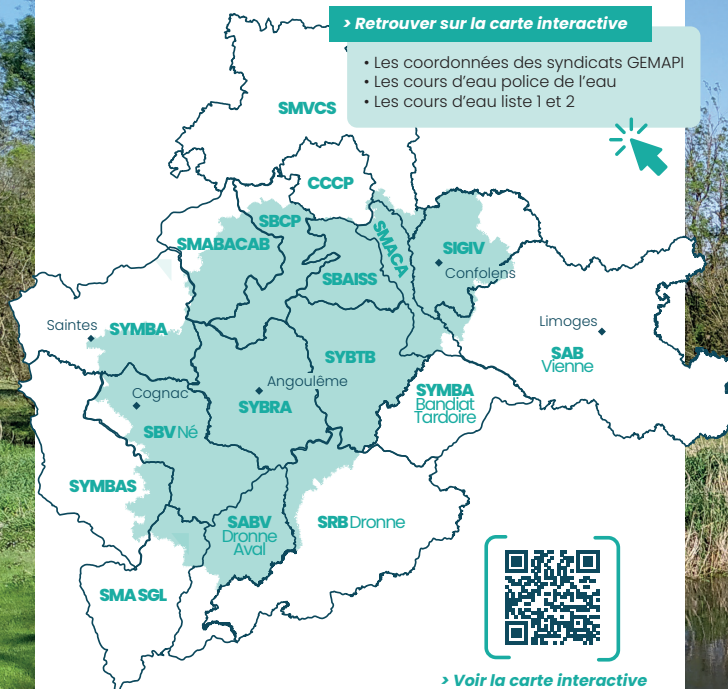 > Retrouver sur la carte interactive
• Les coordonnées des syndicats GEMAPI
• Les cours d'eau police de l'eau
• Les cours d'eau liste 1 et 2
SMVCS
CCCP
SBCP
SMABACAB
SMACA
SIGIV
Confolens
SBAISS
Saintes
SYMBA
Limoges
SAB
Vienne
SYBTB
Angoulême
SYBRA
Cognac
SBV Né
SYMBA
Bandiat
Tardoire
SYMBAS
SABV
Dronne
Aval
SRB Dronne
SMA SGL
> Voir la carte interactive